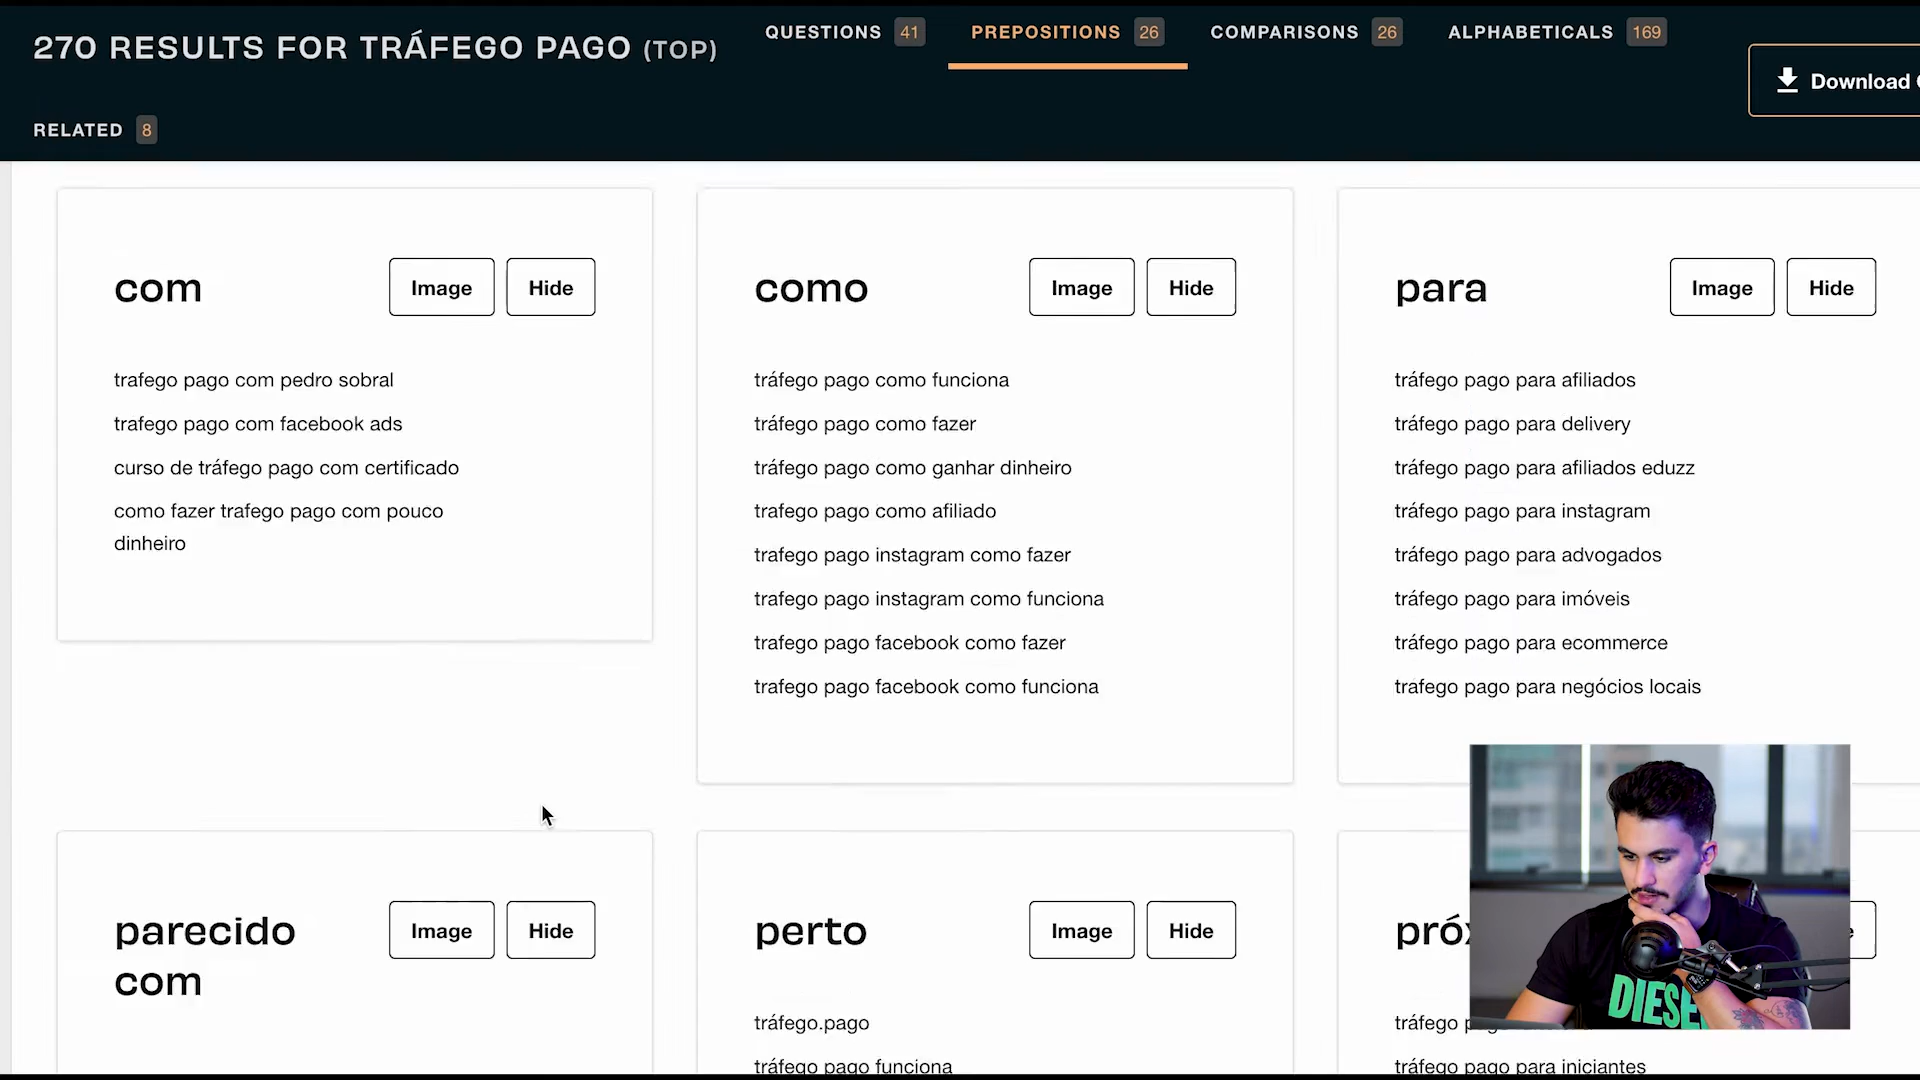 270 RESULTS FOR TRÁFEGO PAGO (TOP)
QUESTIONS 41
PREPOSITIONS 26
COMPARISONS 26
ALPHABETICALS 169
Download
RELATED 8
com
Image
Hide
trafego pago com pedro sobral
trafego pago com facebook ads
curso de tráfego pago com certificado
como fazer trafego pago com pouco
dinheiro
como
Image
Hide
tráfego pago como funciona
tráfego pago como fazer
tráfego pago como ganhar dinheiro
trafego pago como afiliado
trafego pago instagram como fazer
trafego pago instagram como funciona
trafego pago facebook como fazer
trafego pago facebook como funciona
para
Image
Hide
tráfego pago para afiliados
tráfego pago para delivery
tráfego pago para afiliados eduzz
tráfego pago para instagram
tráfego pago para advogados
tráfego pago para imóveis
tráfego pago para ecommerce
trafego pago para negócios locais
parecido
com
Image
Hide
perto
Image
Hide
tráfego.pago
tráfego pago funciona
tráfego
tráfego pago para iniciantes